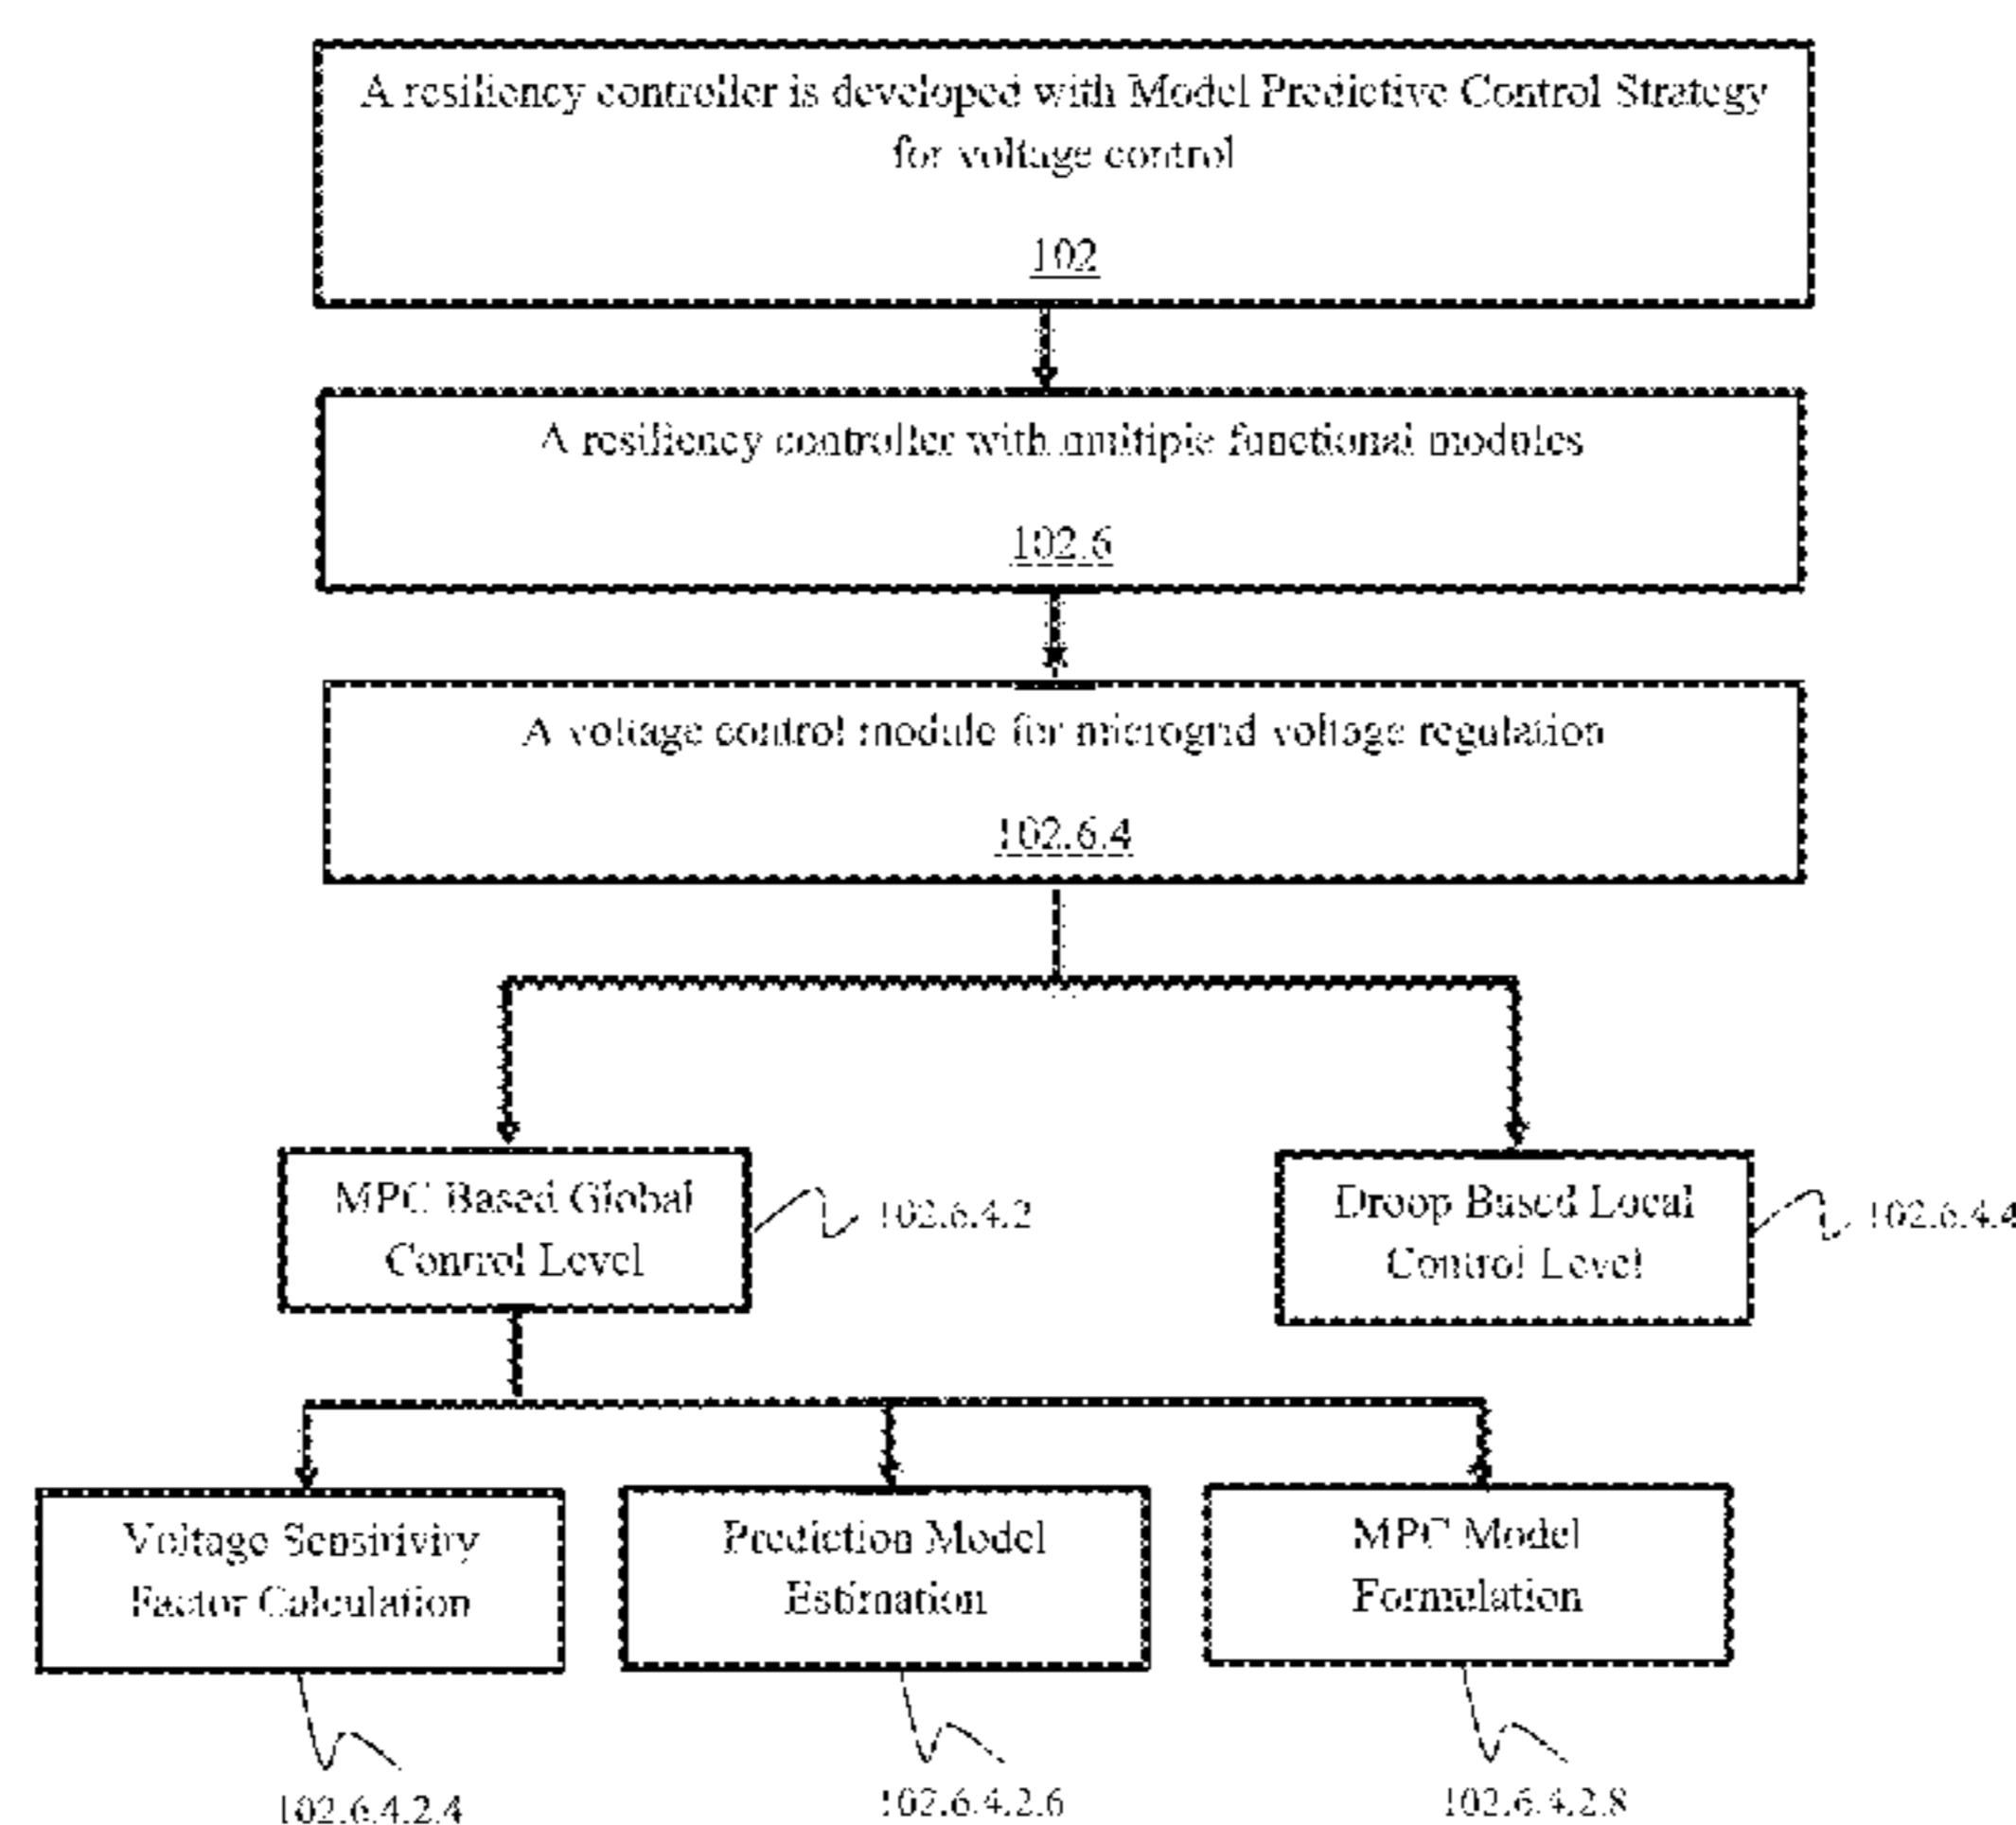 A resiliency controller is developed with Model Predictive Control Strategy
for voltage control
102
A resiliency controller with multiple functional modules
102.6
A voltage control module for microgrid voltage regulation
102.6.4
MPC Based Global
Control Level
102.6.4.2
Droop Based Local
Control Level
102.6.4.4
Voltage Sensitivity
Factor Calculation
Prediction Model
Estimation
MPC Model
Formulation
102.6.4.2.4
102.6.4.2.6
102.6.4.2.8